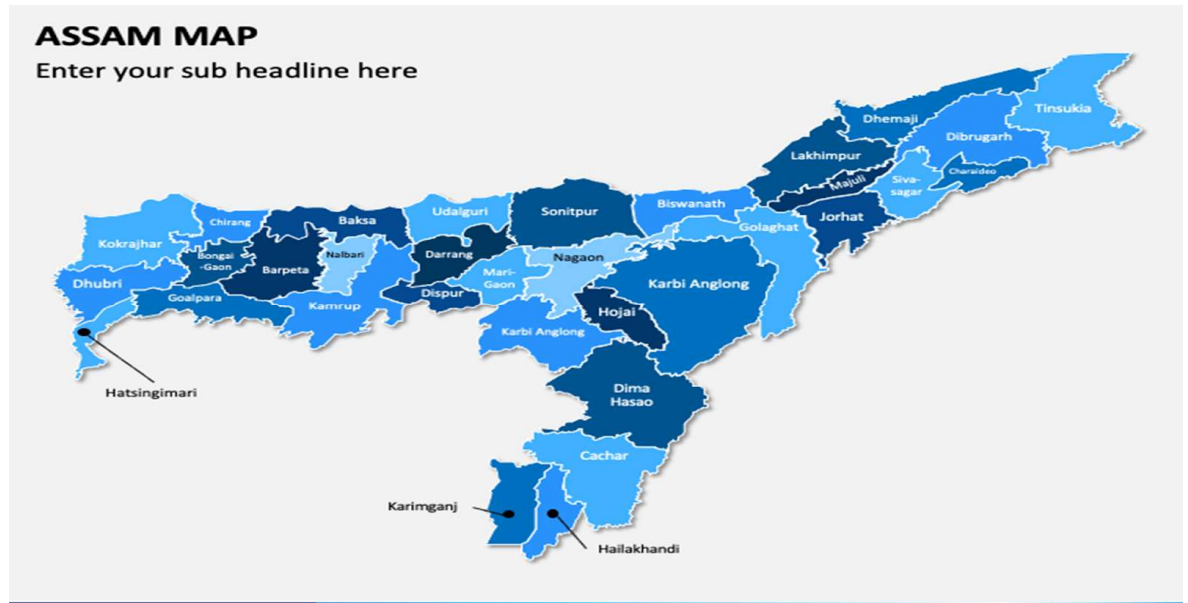 ASSAM MAP
Enter your sub headline here
Tinsukia
Dhemaji
Dibrugarh
Lakhimpur
Charaideo
Majuli
Siva-
sagar
Biswanath
Udalguri
Sonitpur
Jorhat
Baksa
Chirang
Golaghat
Kokrajhar
Bongai
-Gaon
Nalbari
Darrang
Nagaon
Barpeta
Mari-
Gaon
Dhubri
Karbi Anglong
Dispur
Goalpara
Kamrup
Hojai
Karbi Anglong
Hatsingimari
Dima
Hasao
Cachar
Karimganj
Hailakhandi